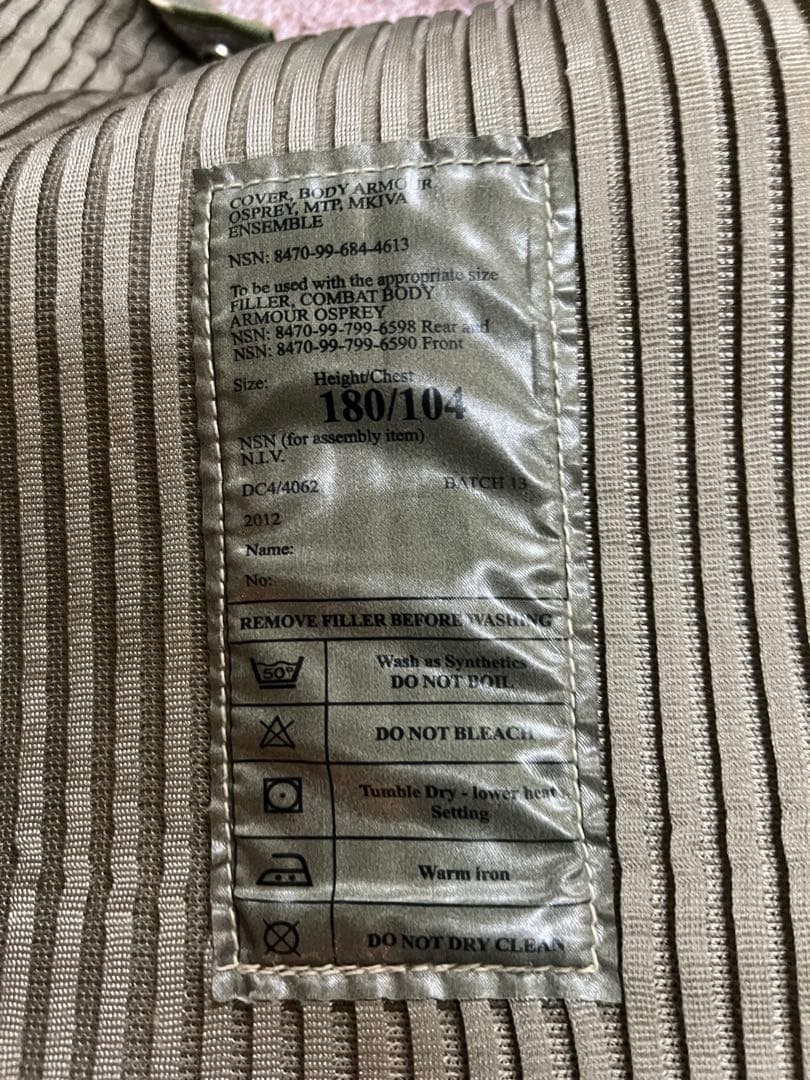 COVER, BODY ARMOUR,
OSPREY, MTP, MKIVA
ENSEMBLE
NSN: 8470-99-684-4613
To be used with the appropriate size
FILLER, COMBAT BODY
ARMOUR OSPREY
NSN: 8470-99-799-6598 Rear and
NSN: 8470-99-799-6590 Front
Size: Height/Chest
180/104
NSN (for assembly item)
N.I.V.
DC4/4062 BATCH 13
2012
Name:
No:
REMOVE FILLER BEFORE WASHING
50° Wash as Synthetics
DO NOT BOIL
DO NOT BLEACH
Tumble Dry - lower heat
Setting
Warm iron
DO NOT DRY CLEAN